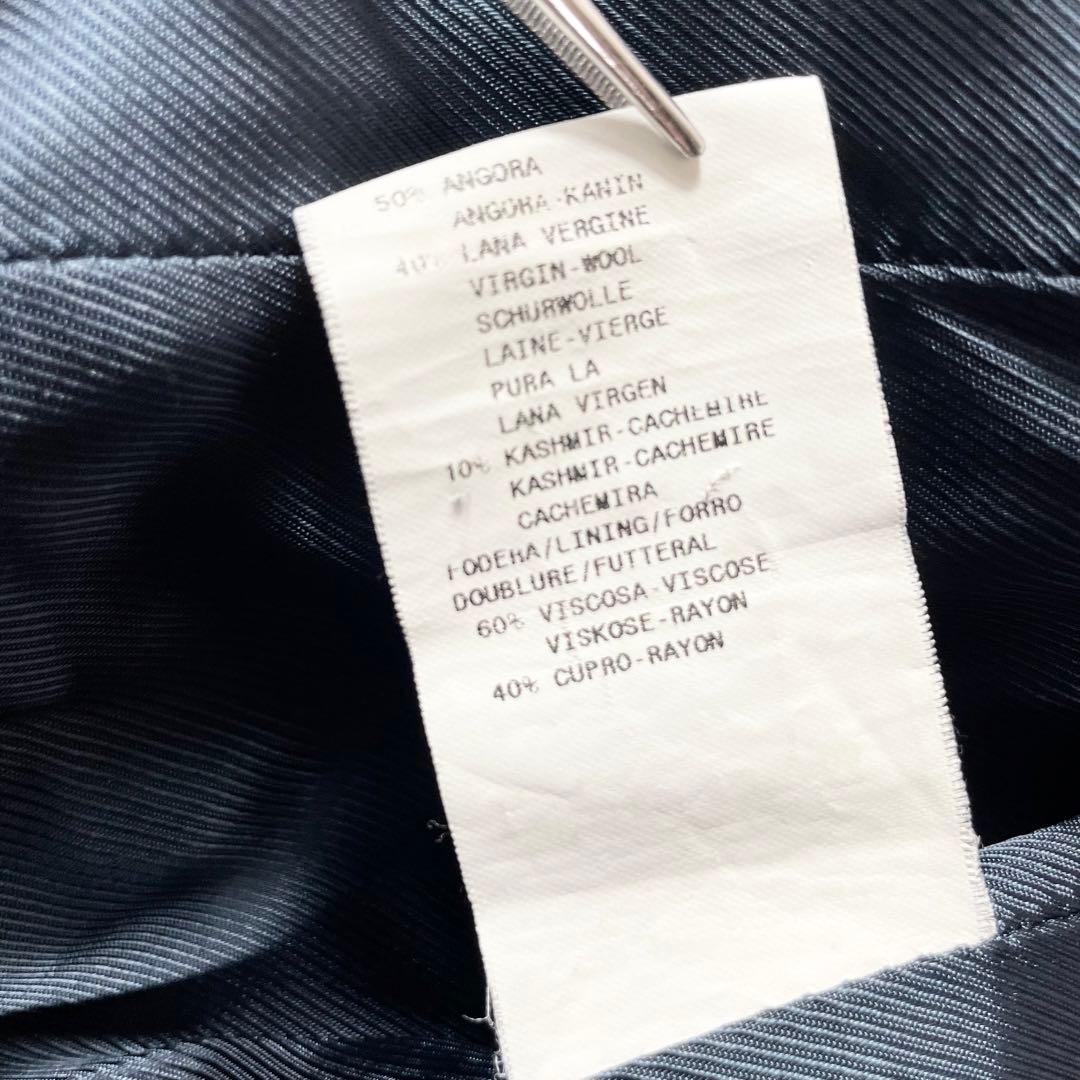 50% ANGORA
ANGORA-KANIN
40% LANA VERGINE
VIRGIN-WOOL
SCHURWOLLE
LAINE-VIERGE
PURA LA
LANA VIRGEN
10% KASHMIR-CACHEMIRE
KASHMIR-CACHEMIRE
CACHEMIRA
FODERA/LINING/FORRO
DOUBLURE/FUTTERAL
60% VISCOSA-VISCOSE
VISKOSE-RAYON
40% CUPRO-RAYON